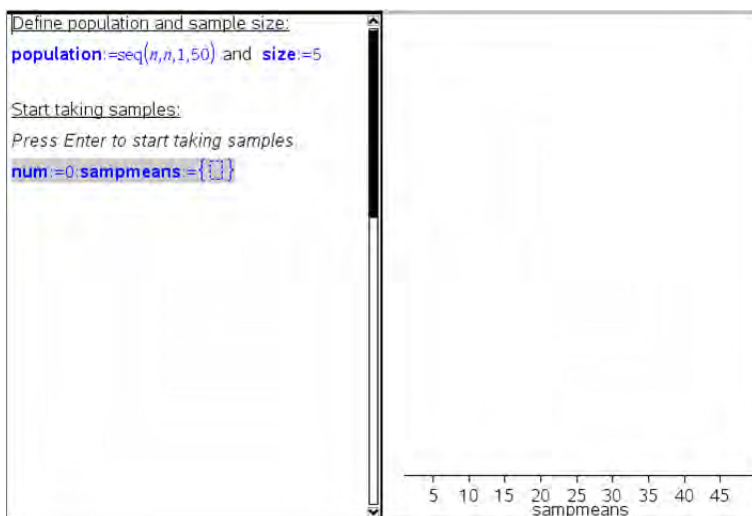 Define population and sample size:
population:=seq(n,n,1,50) and size:=5
Start taking samples:
Press Enter to start taking samples.
num:=0:sampmeans:={}
5 10 15 20 25 30 35 40 45
sampmeans